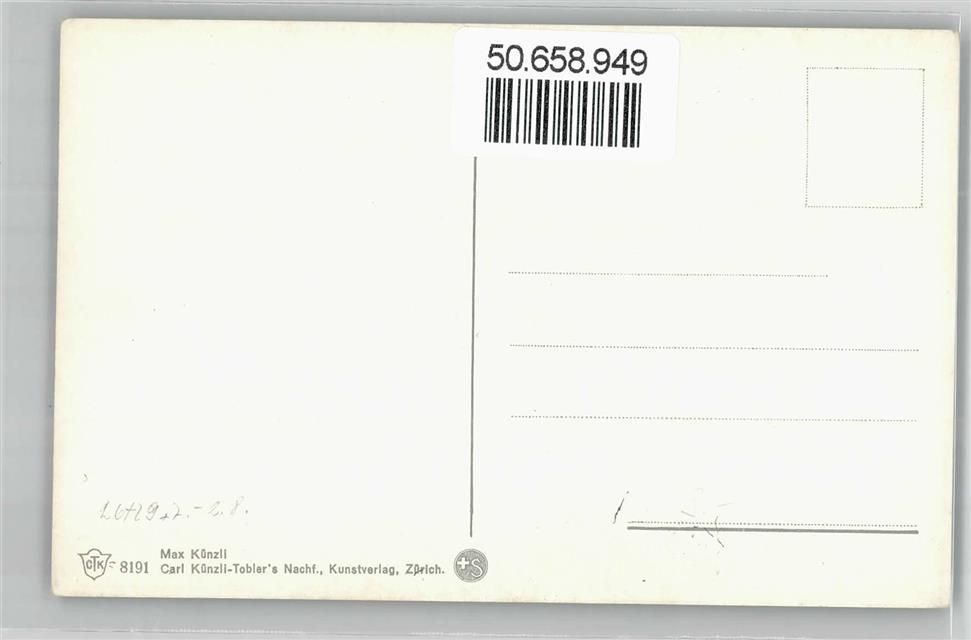 50.658.949
CTK 8191
Max Künzli
Carl Künzli-Tobler's Nachf., Kunstverlag, Zürich.
+S